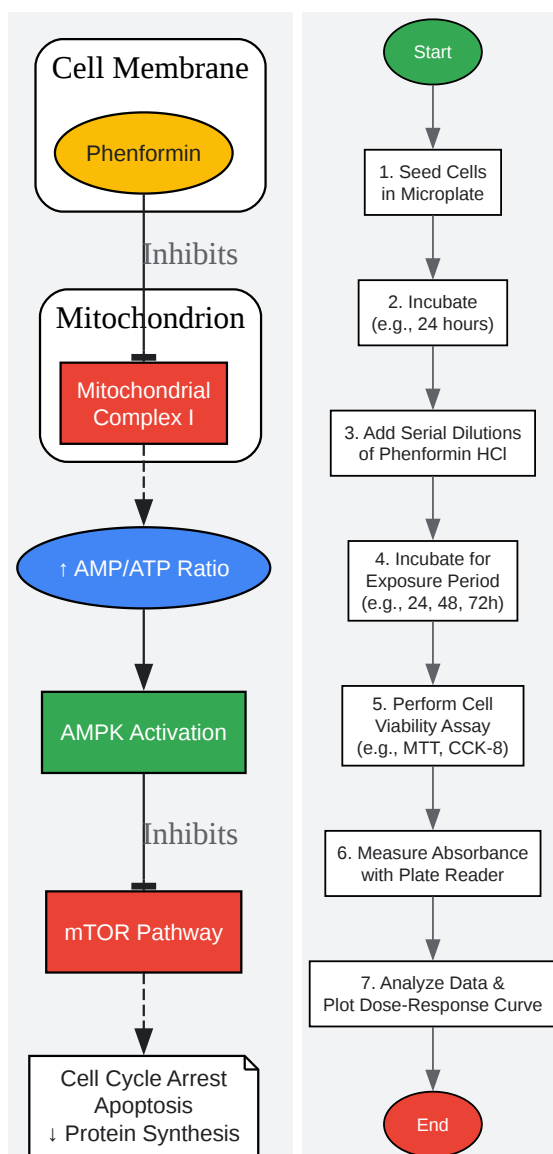 Cell Membrane
Phenformin
Inhibits
Mitochondrion
Mitochondrial
Complex I
↑ AMP/ATP Ratio
AMPK Activation
Inhibits
mTOR Pathway
Cell Cycle Arrest
Apoptosis
↓ Protein Synthesis
Start
1. Seed Cells
in Microplate
2. Incubate
(e.g., 24 hours)
3. Add Serial Dilutions
of Phenformin HCl
4. Incubate for
Exposure Period
(e.g., 24, 48, 72h)
5. Perform Cell
Viability Assay
(e.g., MTT, CCK-8)
6. Measure Absorbance
with Plate Reader
7. Analyze Data &
Plot Dose-Response Curve
End